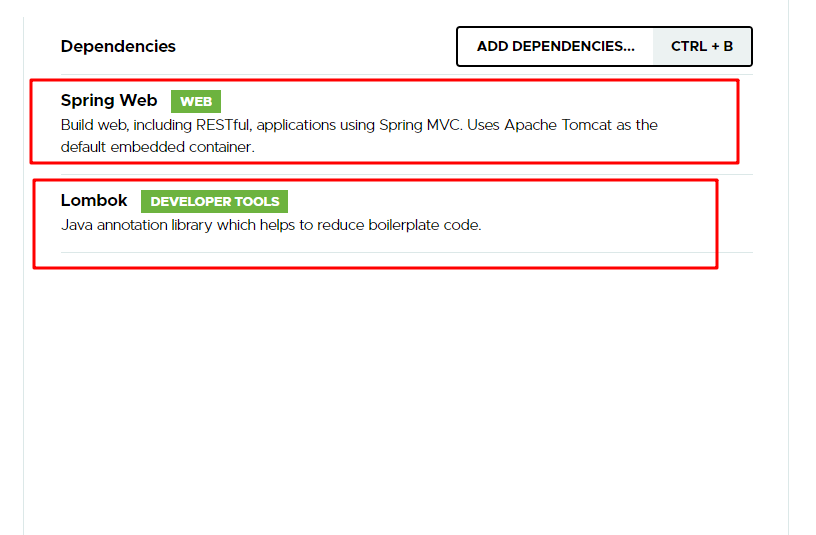 Dependencies
ADD DEPENDENCIES... CTRL + B
Spring Web WEB
Build web, including RESTful, applications using Spring MVC. Uses Apache Tomcat as the
default embedded container.
Lombok DEVELOPER TOOLS
Java annotation library which helps to reduce boilerplate code.